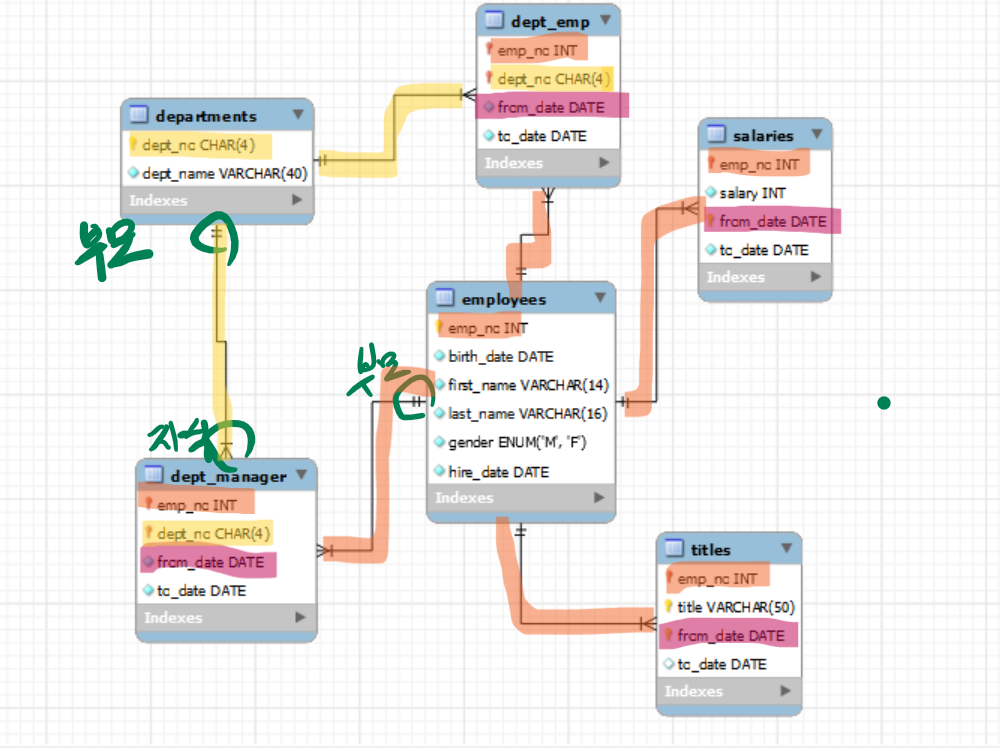 dept_emp
emp_no INT
dept_no CHAR(4)
from_date DATE
to_date DATE
Indexes
departments
dept_no CHAR(4)
dept_name VARCHAR(40)
Indexes
salaries
emp_no INT
salary INT
from_date DATE
to_date DATE
Indexes
부모
employees
emp_no INT
birth_date DATE
first_name VARCHAR(14)
last_name VARCHAR(16)
gender ENUM('M', 'F')
hire_date DATE
Indexes
부모
자식
dept_manager
emp_no INT
dept_no CHAR(4)
from_date DATE
to_date DATE
Indexes
titles
emp_no INT
title VARCHAR(50)
from_date DATE
to_date DATE
Indexes